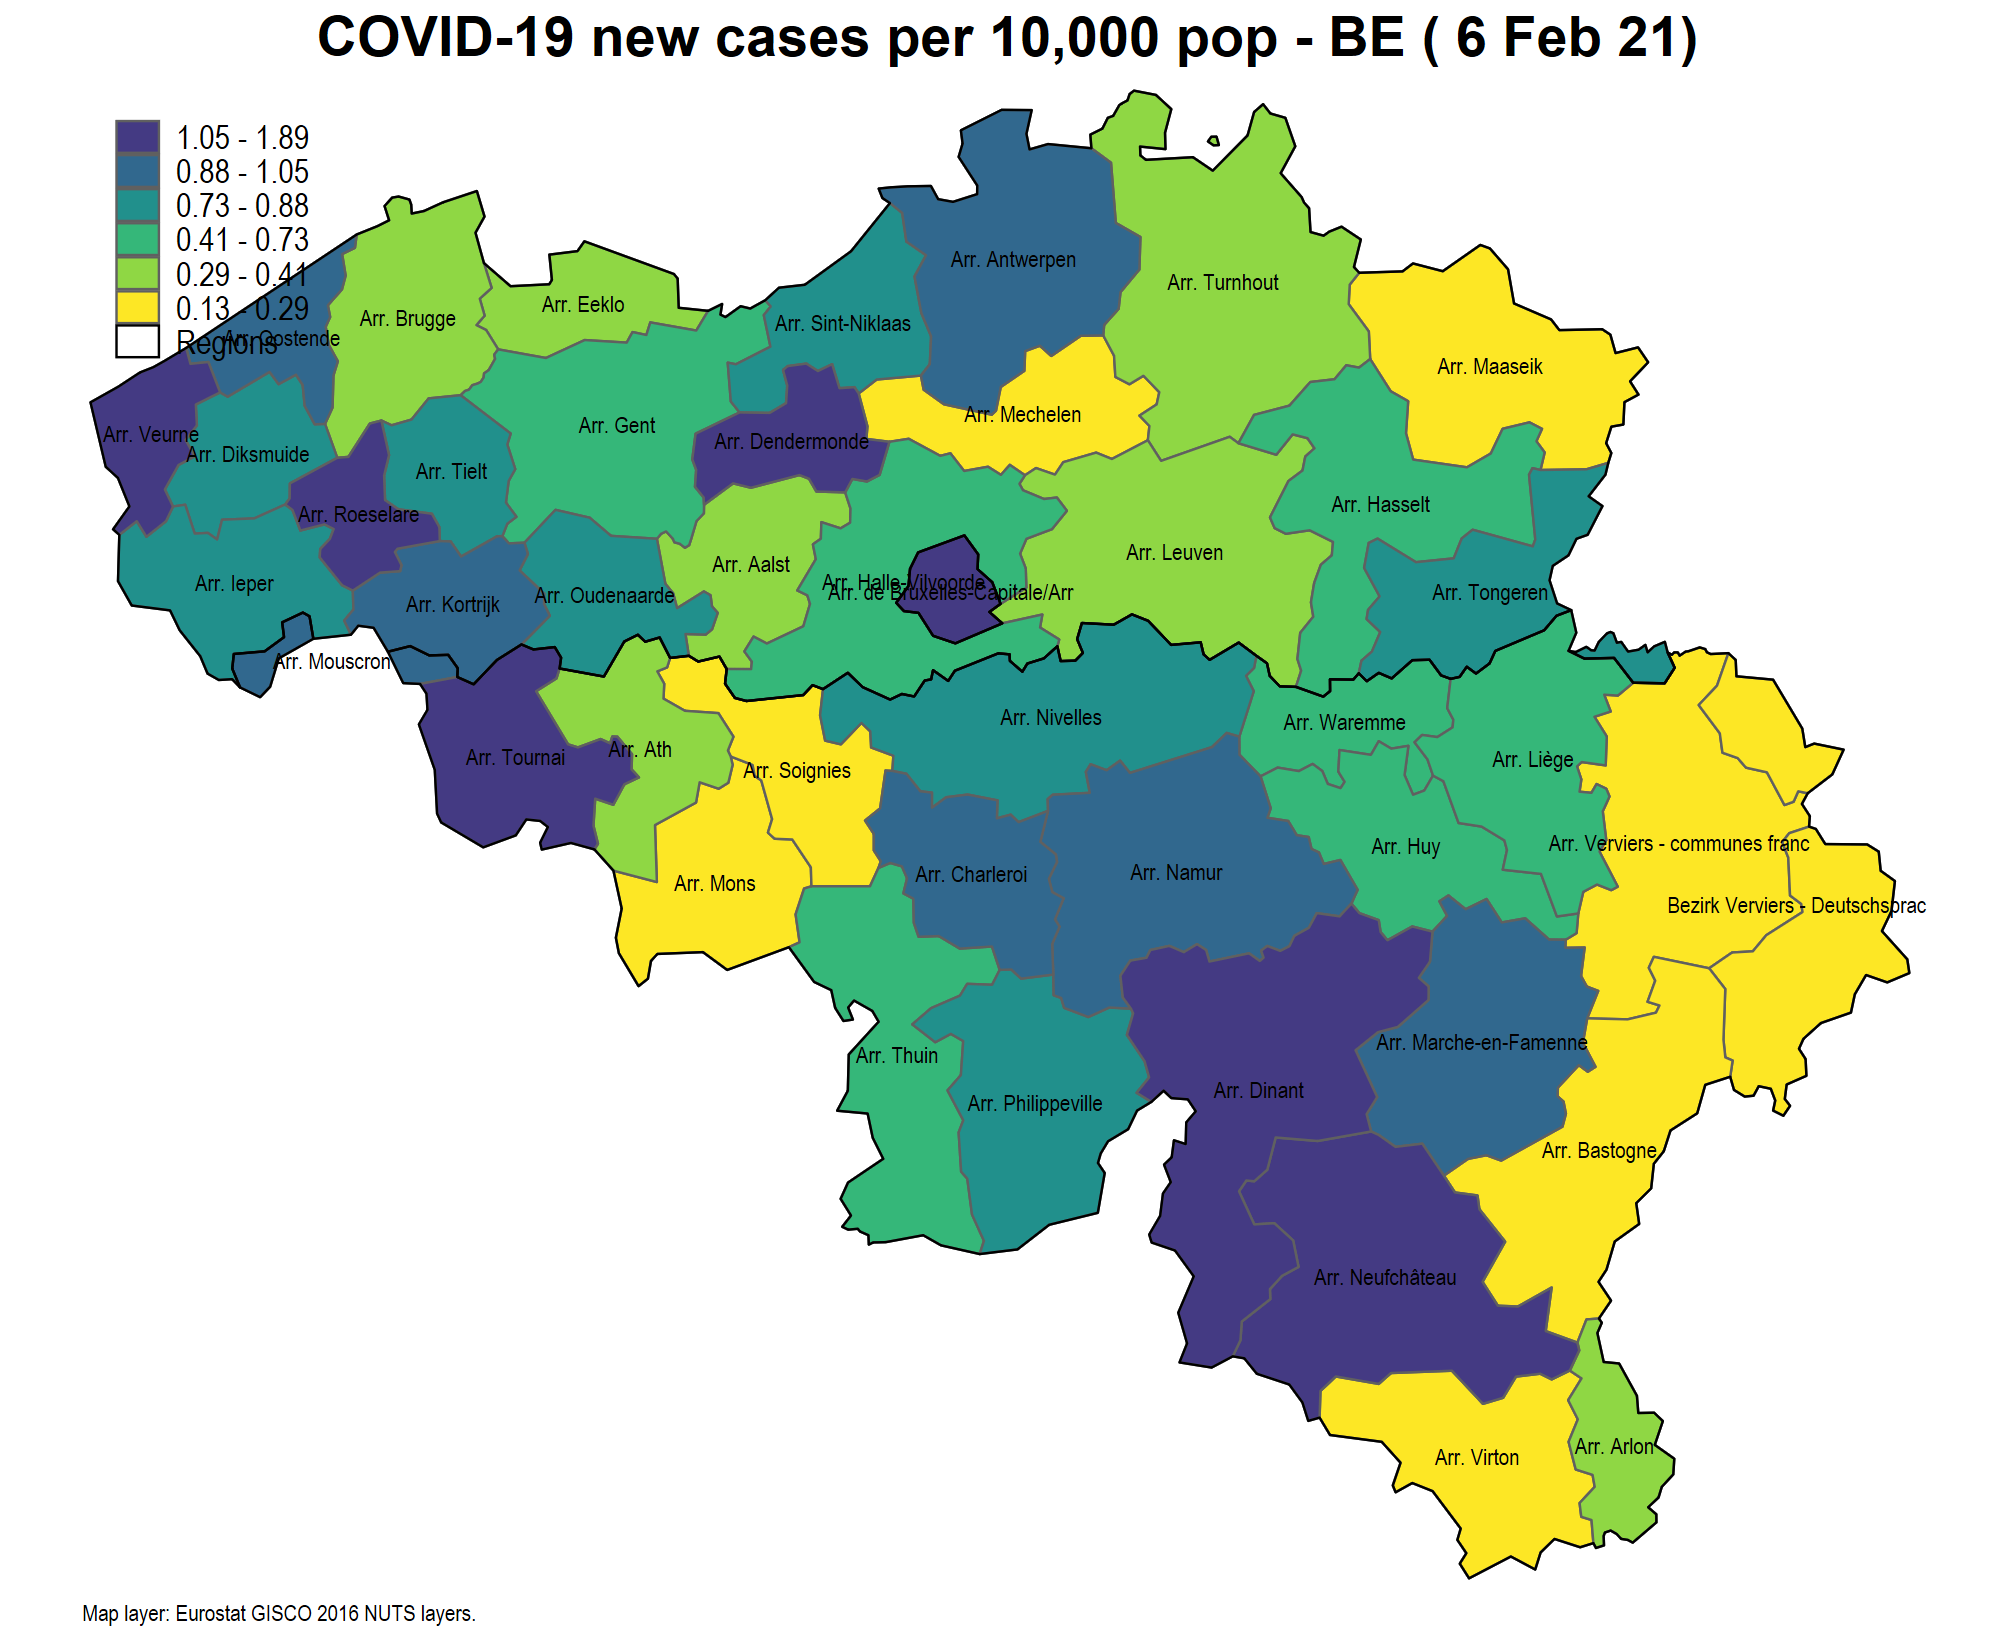 COVID-19 new cases per 10,000 pop - BE ( 6 Feb 21)
1.05 - 1.89
0.88 - 1.05
0.73 - 0.88
0.41 - 0.73
0.29 - 0.41
0.13 - 0.29
Regions
Arr. Antwerpen
Arr. Turnhout
Arr. Eeklo
Arr. Brugge
Arr. Sint-Niklaas
Arr. Oostende
Arr. Maaseik
Arr. Mechelen
Arr. Gent
Arr. Veurne
Arr. Dendermonde
Arr. Diksmuide
Arr. Tielt
Arr. Hasselt
Arr. Roeselare
Arr. Leuven
Arr. Aalst
Arr. Ieper
Arr. Halle-Vilvoorde
Arr. de Bruxelles-Capitale/Arr
Arr. Tongeren
Arr. Oudenaarde
Arr. Kortrijk
Arr. Mouscron
Arr. Nivelles
Arr. Waremme
Arr. Ath
Arr. Tournai
Arr. Liège
Arr. Soignies
Arr. Verviers - communes franc
Arr. Huy
Arr. Namur
Arr. Charleroi
Arr. Mons
Bezirk Verviers - Deutschsprac
Arr. Marche-en-Famenne
Arr. Thuin
Arr. Dinant
Arr. Philippeville
Arr. Bastogne
Arr. Neufchâteau
Arr. Arlon
Arr. Virton
Map layer: Eurostat GISCO 2016 NUTS layers.